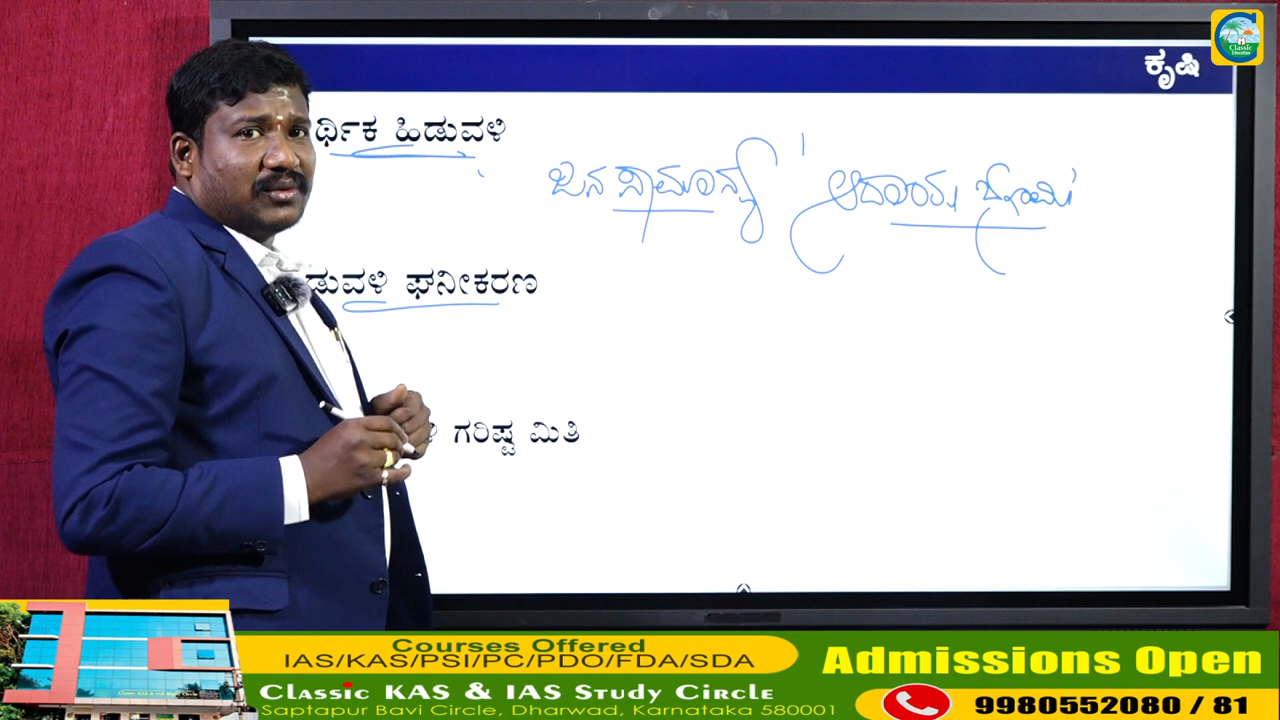 Classic
Education
ಕೃಷಿ
ರ್ಥಿಕ ಹಿಡುವಳಿ
ಜನ ಸಾಮಾನ್ಯ ಆದಾಯ ಭೂಮಿ
ಡುವಳಿ ಘನೀಕರಣ
ಳಿ ಗರಿಷ್ಟ ಮಿತಿ
Courses Offered
IAS/KAS/PSI/PC/PDO/FDA/SDA
Admissions Open
Classic KAS & IAS Study Circle
Saptapur Bavi Circle, Dharwad, Karnataka 580001
9980552080 / 81